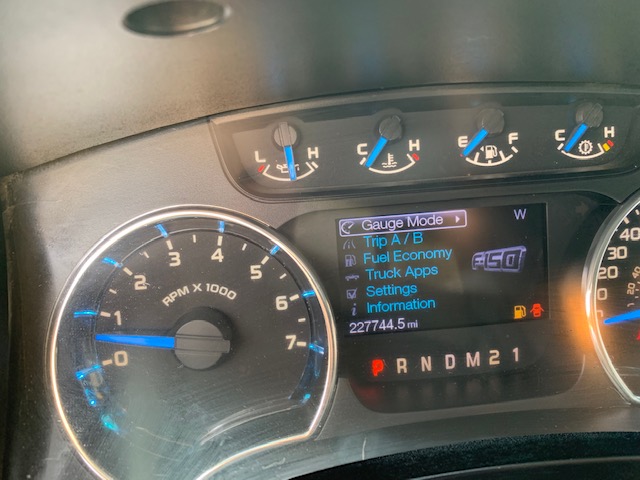 L H
C H
E F
C H
Gauge Mode
W
Trip A / B
Fuel Economy
F150
Truck Apps
Settings
Information
227744.5 mi
P R N D M 2 1
0 1 2 3 4 5 6 7
RPM X 1000
40
30
20
10
0